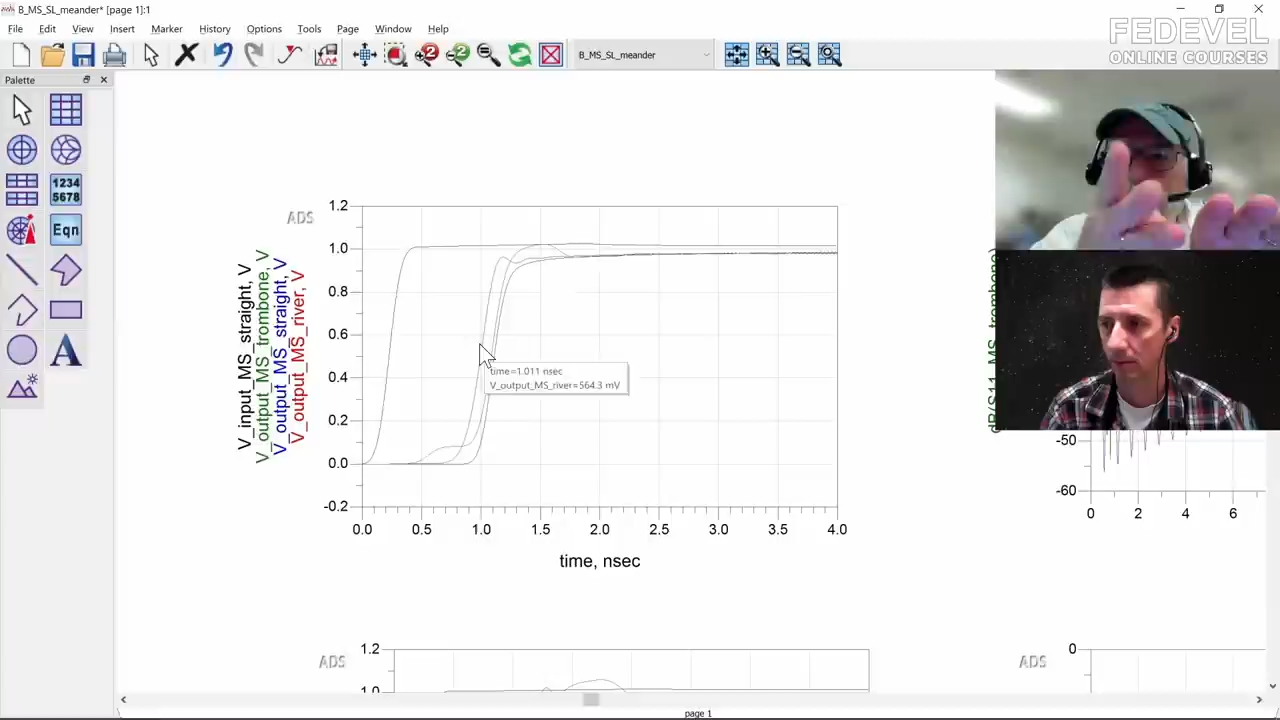 B_MS_SL_meander* [page 1]:1
File Edit View Insert Marker History Options Tools Page Window Help
FEDEVEL
ONLINE COURSES
2 2
B_MS_SL_meander
Palette
1234
5678
Eqn
A
ADS
V_input_MS_straight, V
V_output_MS_trombone, V
V_output_MS_straight, V
V_output_MS_river, V
1.2
1.0
0.8
0.6
0.4
0.2
0.0
-0.2
0.0 0.5 1.0 1.5 2.0 2.5 3.0 3.5 4.0
time, nsec
time=1.011 nsec
V_output_MS_river=564.3 mV
dB(S11_MS_trombone)
-50
-60
0 2 4 6
ADS
1.2
1.0
ADS
0
page 1